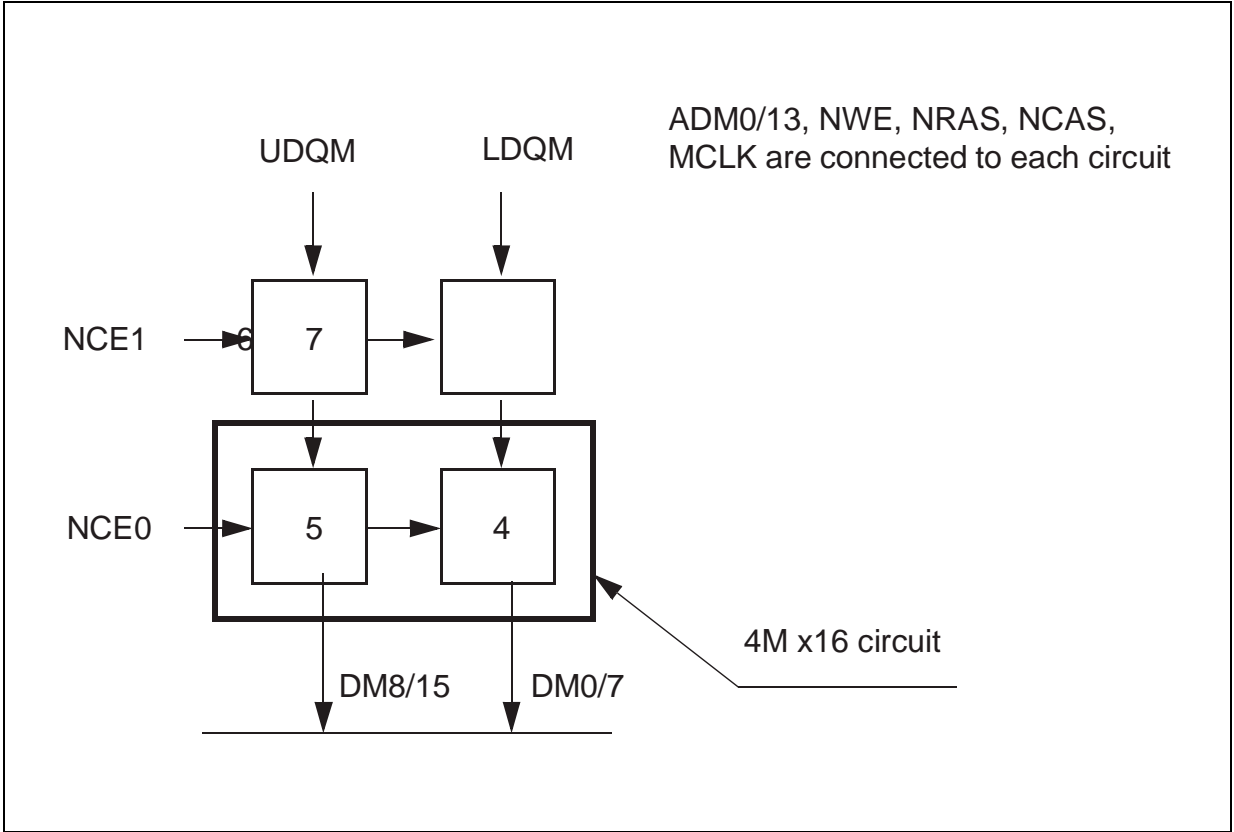 ADM0/13, NWE, NRAS, NCAS,
MCLK are connected to each circuit
UDQM
LDQM
NCE1
6
7
NCE0
5
4
4M x16 circuit
DM8/15
DM0/7